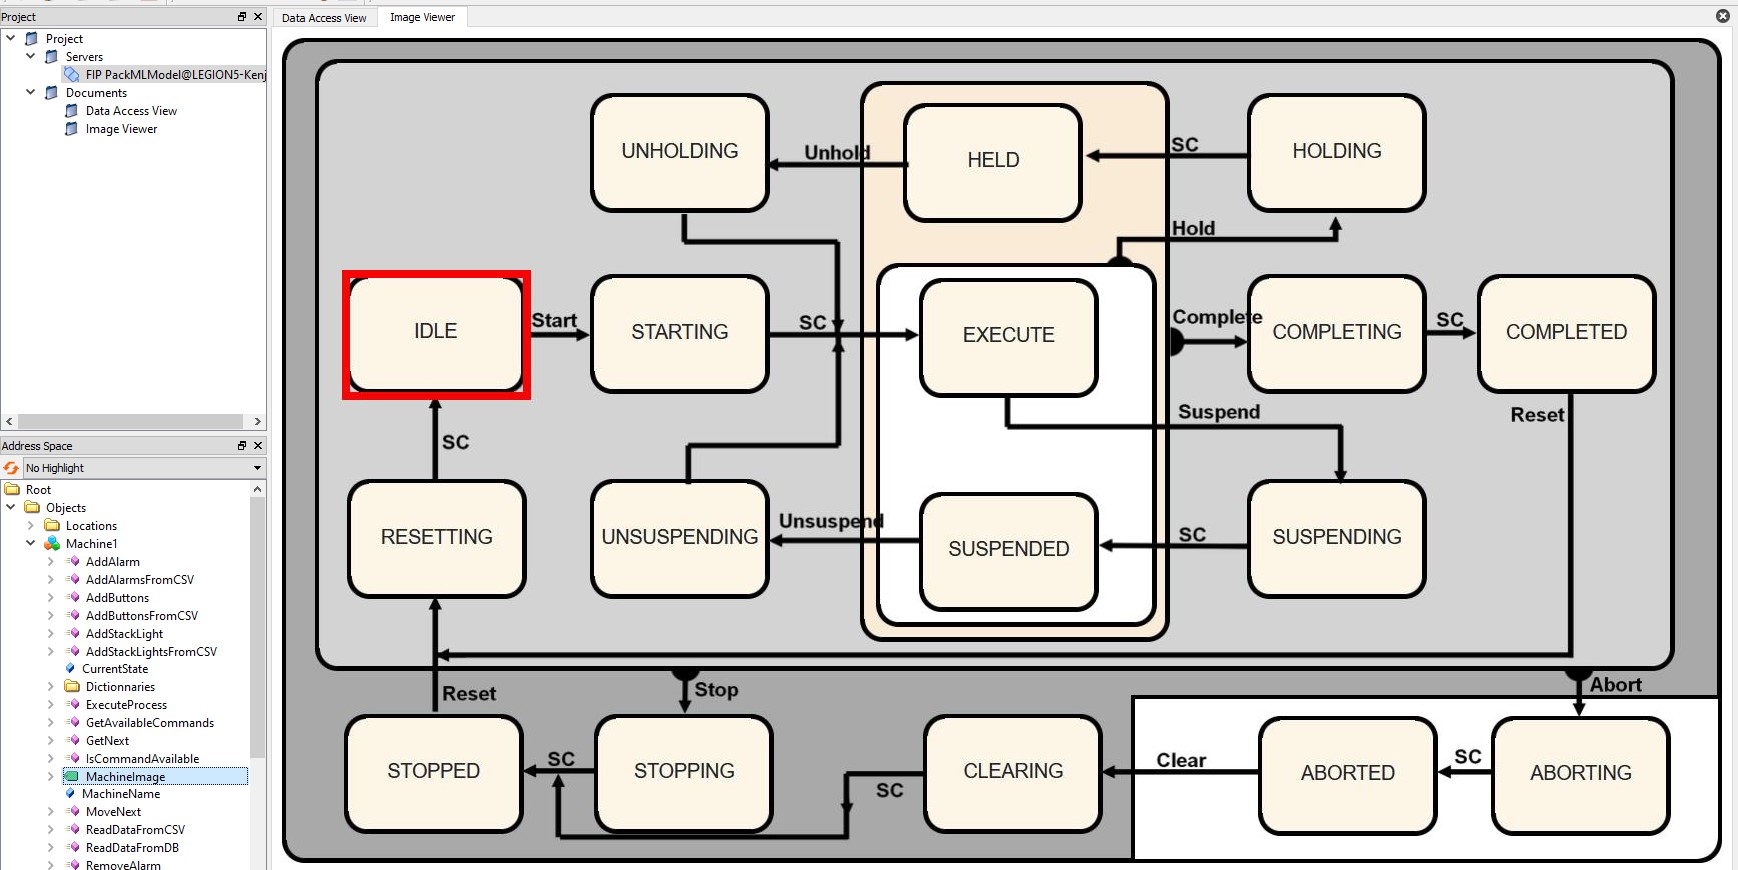 Project
Project
Servers
FIP PackMLModel@LEGION5-Kenj
Documents
Data Access View
Image Viewer
Address Space
No Highlight
Root
Objects
Locations
Machine1
AddAlarm
AddAlarmsFromCSV
AddButtons
AddButtonsFromCSV
AddStackLight
AddStackLightsFromCSV
CurrentState
Dictionnaries
ExecuteProcess
GetAvailableCommands
GetNext
IsCommandAvailable
MachineImage
MachineName
MoveNext
ReadDataFromCSV
ReadDataFromDB
RemoveAlarm
Data Access View
Image Viewer
UNHOLDING
Unhold
HELD
SC
HOLDING
Hold
IDLE
Start
STARTING
SC
EXECUTE
Complete
COMPLETING
SC
COMPLETED
Suspend
Reset
SC
RESETTING
UNSUSPENDING
Unsuspend
SUSPENDED
SC
SUSPENDING
Reset
Stop
Abort
STOPPED
SC
STOPPING
SC
CLEARING
Clear
ABORTED
SC
ABORTING